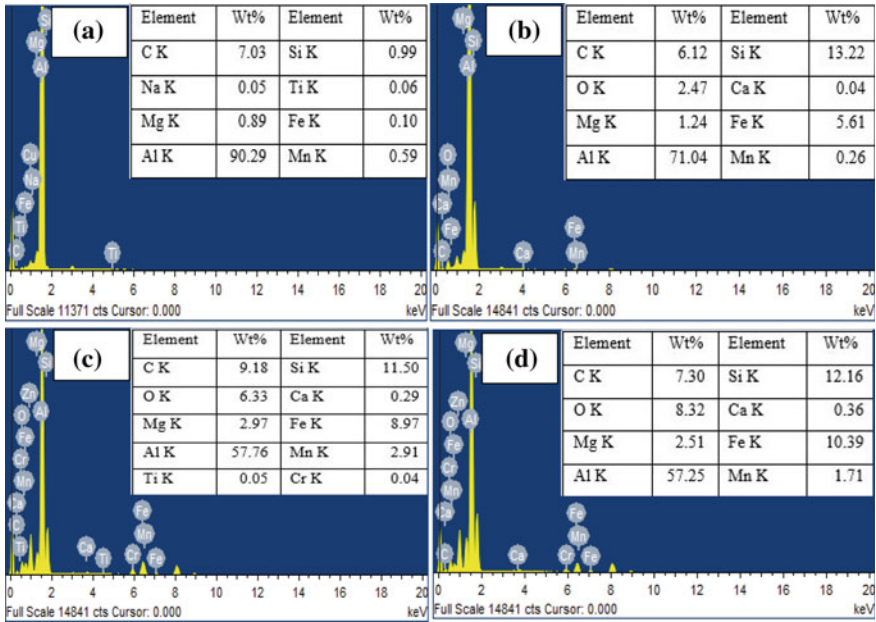 (a)
Element Wt% Element Wt%
C K 7.03 Si K 0.99
Na K 0.05 Ti K 0.06
Mg K 0.89 Fe K 0.10
Al K 90.29 Mn K 0.59
Si
Mg
Al
Cu
Na
Fe
Ti
C
Ti
0 2 4 6 8 10 12 14 16 18 20
Full Scale 11371 cts Cursor: 0.000 keV
(b)
Element Wt% Element Wt%
C K 6.12 Si K 13.22
O K 2.47 Ca K 0.04
Mg K 1.24 Fe K 5.61
Al K 71.04 Mn K 0.26
Mg
Si
Al
O
Mn
Ca
Fe
C
Ca
Fe
Mn
0 2 4 6 8 10 12 14 16 18 20
Full Scale 14841 cts Cursor: 0.000 keV
(c)
Element Wt% Element Wt%
C K 9.18 Si K 11.50
O K 6.33 Ca K 0.29
Mg K 2.97 Fe K 8.97
Al K 57.76 Mn K 2.91
Ti K 0.05 Cr K 0.04
Mg
Si
Zn
O
Al
Fe
Cr
Mn
Ca
C
Ti
Ca
Ti
Fe
Mn
Cr
Fe
0 2 4 6 8 10 12 14 16 18 20
Full Scale 14841 cts Cursor: 0.000 keV
(d)
Element Wt% Element Wt%
C K 7.30 Si K 12.16
O K 8.32 Ca K 0.36
Mg K 2.51 Fe K 10.39
Al K 57.25 Mn K 1.71
Mg
Si
Zn
O
Al
Fe
Cr
Mn
Ca
C
Ca
Fe
Mn
Cr
Fe
0 2 4 6 8 10 12 14 16 18 20
Full Scale 14841 cts Cursor: 0.000 keV